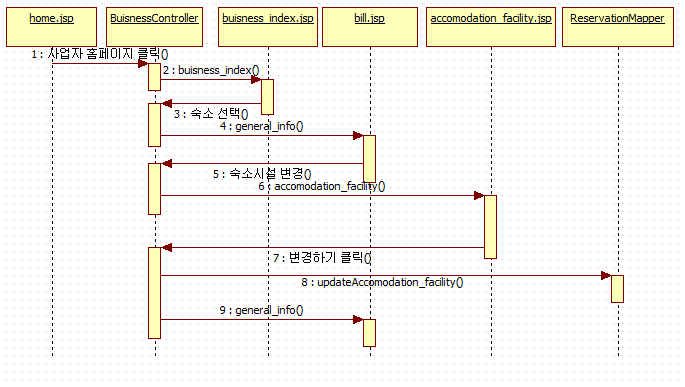 home.jsp
BuisnessController
buisness_index.jsp
bill.jsp
accomodation_facility.jsp
ReservationMapper
1 : 사업자 홈페이지 클릭()
2 : buisness_index()
3 : 숙소 선택()
4 : general_info()
5 : 숙소시설 변경()
6 : accomodation_facility()
7 : 변경하기 클릭()
8 : updateAccomodation_facility()
9 : general_info()